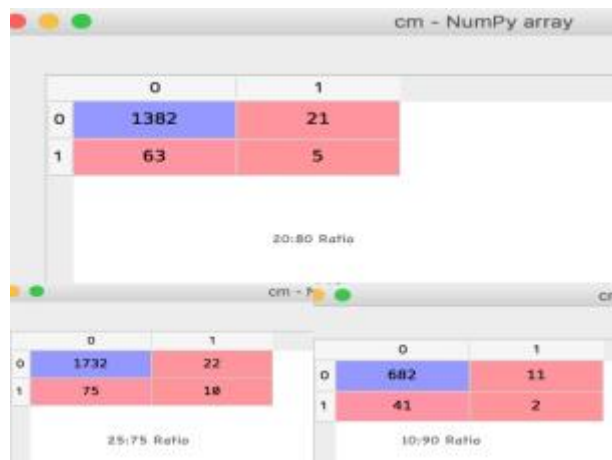 cm - NumPy array
0 1
0 1382 21
1 63 5
20:80 Ratio
cm -
0 1
0 1732 22
1 75 10
25:75 Ratio
0 1
0 682 11
1 41 2
10:90 Ratio